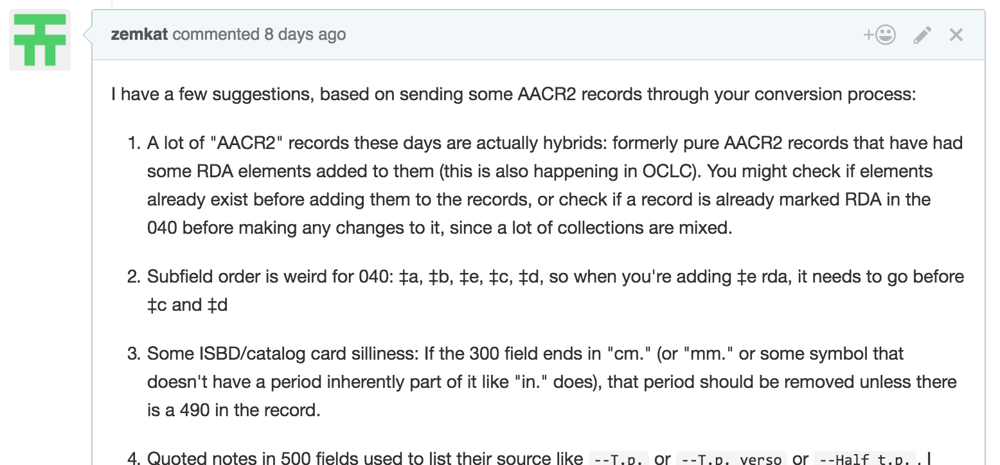 zemkat commented 8 days ago
I have a few suggestions, based on sending some AACR2 records through your conversion process:
1. A lot of "AACR2" records these days are actually hybrids: formerly pure AACR2 records that have had
some RDA elements added to them (this is also happening in OCLC). You might check if elements
already exist before adding them to the records, or check if a record is already marked RDA in the
040 before making any changes to it, since a lot of collections are mixed.
2. Subfield order is weird for 040: ‡a, ‡b, ‡e, ‡c, ‡d, so when you're adding ‡e rda, it needs to go before
‡c and ‡d
3. Some ISBD/catalog card silliness: If the 300 field ends in "cm." (or "mm." or some symbol that
doesn't have a period inherently part of it like "in." does), that period should be removed unless there
is a 490 in the record.
4. Quoted notes in 500 fields used to list their source like --T.p. or --T.p. verso or --Half t.p. . I